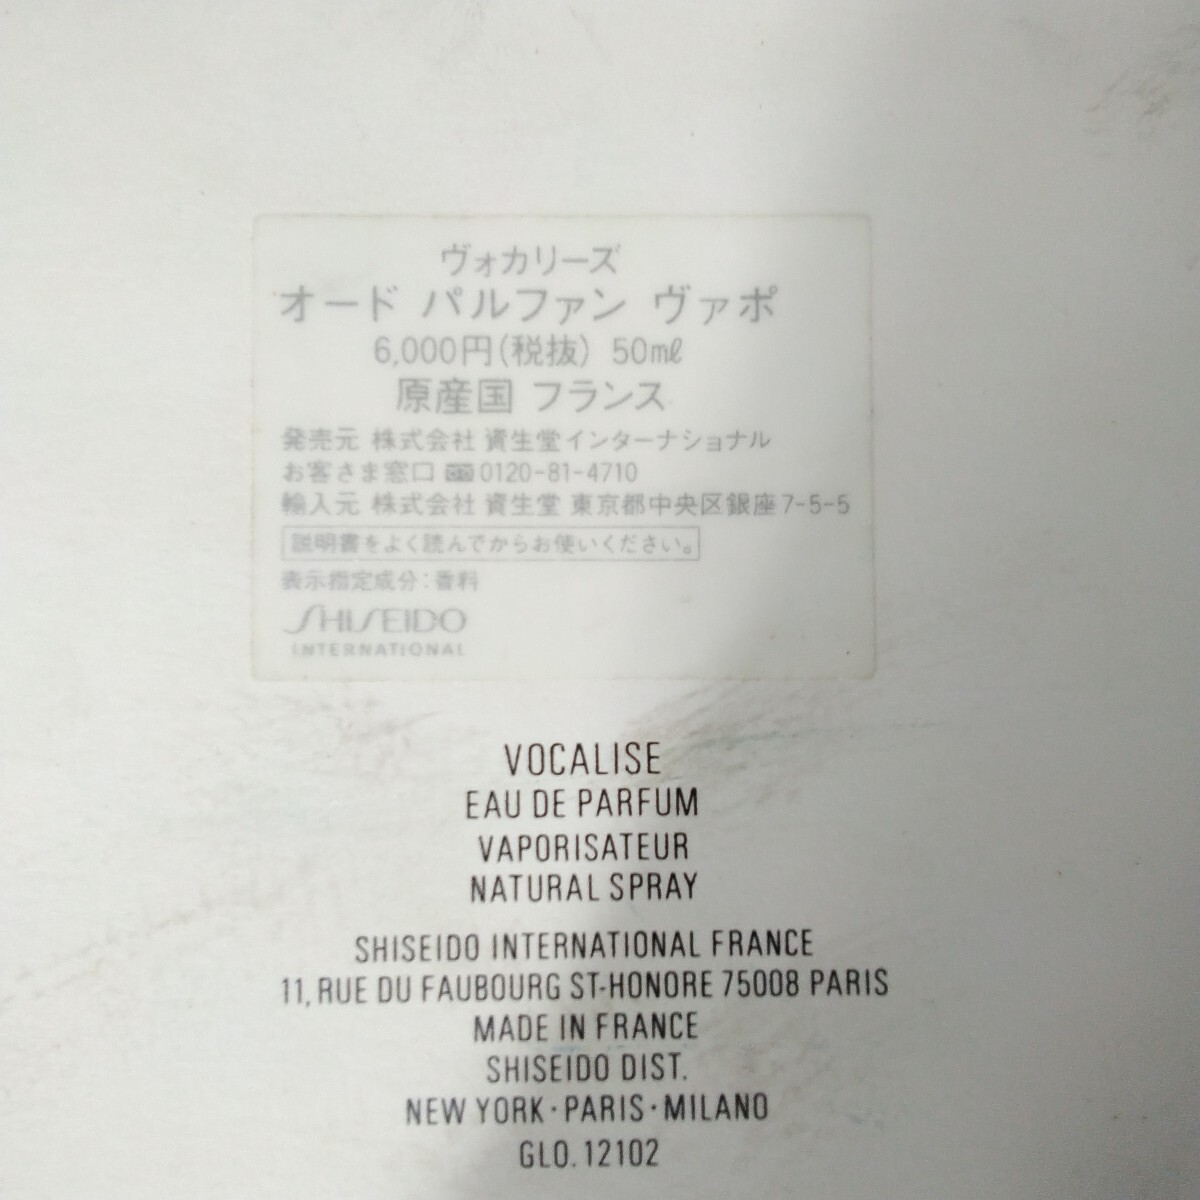 ヴォカリーズ
オード パルファン ヴァポ
6,000円(税抜) 50mℓ
原産国 フランス
発売元 株式会社 資生堂インターナショナル
お客さま窓口 0120-81-4710
輸入元 株式会社 資生堂 東京都中央区銀座7-5-5
説明書をよく読んでからお使いください。
表示指定成分：香料
SHISEIDO
INTERNATIONAL
VOCALISE
EAU DE PARFUM
VAPORISATEUR
NATURAL SPRAY
SHISEIDO INTERNATIONAL FRANCE
11, RUE DU FAUBOURG ST-HONORE 75008 PARIS
MADE IN FRANCE
SHISEIDO DIST.
NEW YORK·PARIS·MILANO
GLO. 12102